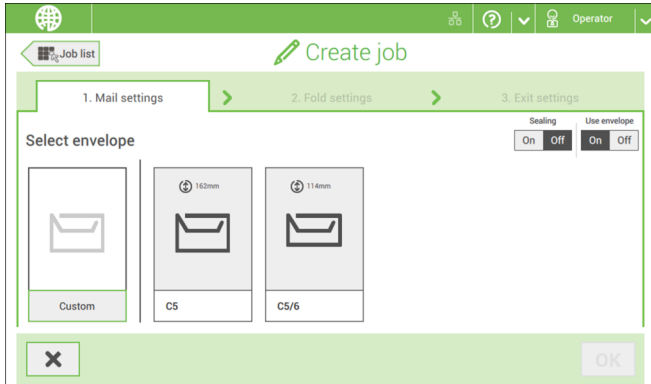 Operator
Job list
Create job
1. Mail settings
2. Fold settings
3. Exit settings
Select envelope
Sealing
Use envelope
On Off
On Off
162mm
114mm
Custom
C5
C5/6
OK